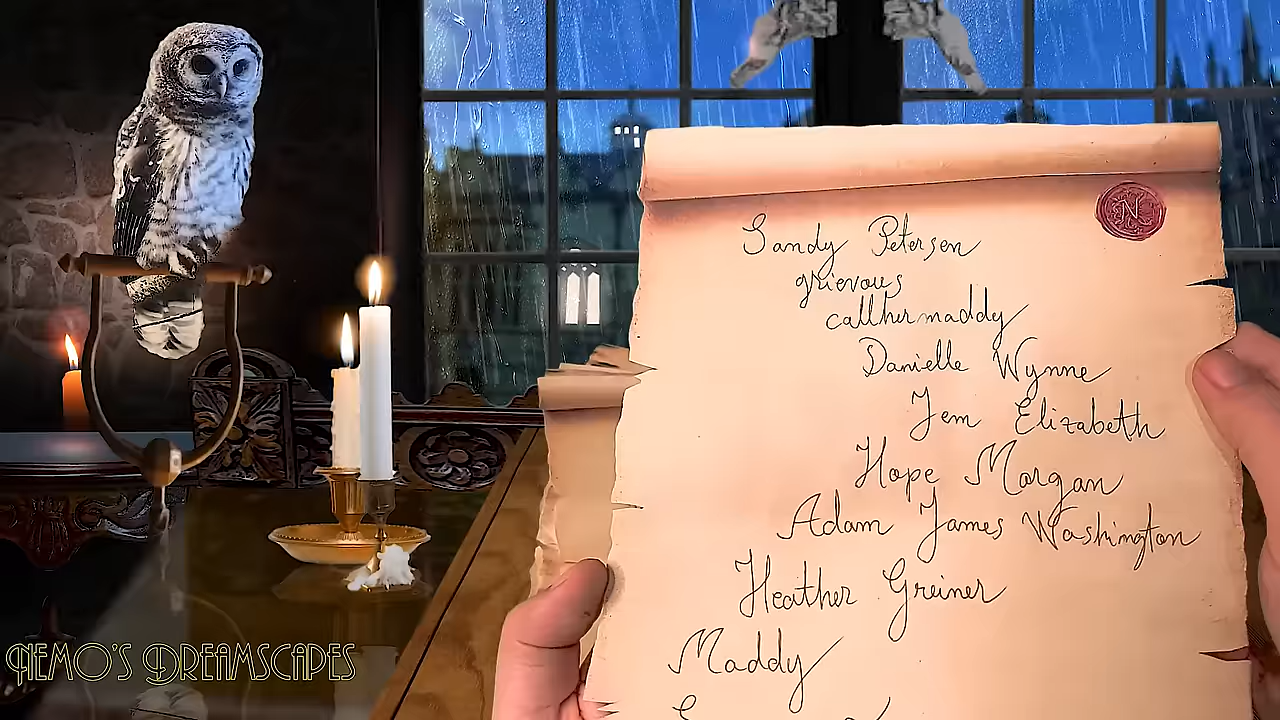 N
Sandy Petersen
grievous
callhermaddy
Danielle Wynne
Jem Elizabeth
Hope Morgan
Adam James Washington
Heather Greiner
Maddy
Nemo's Dreamscapes